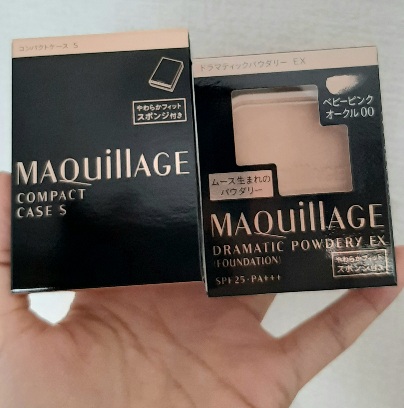 コンパクトケース S
やわらかフィット
スポンジ付き
MAQuillAGE
COMPACT
CASE S
ドラマティックパウダリー EX
ベビーピンク
オークル00
ムース生まれの
パウダリー
MAQuillAGE
DRAMATIC POWDERY EX
(FOUNDATION)
やわらかフィット
スポンジ付き
SPF25・PA+++